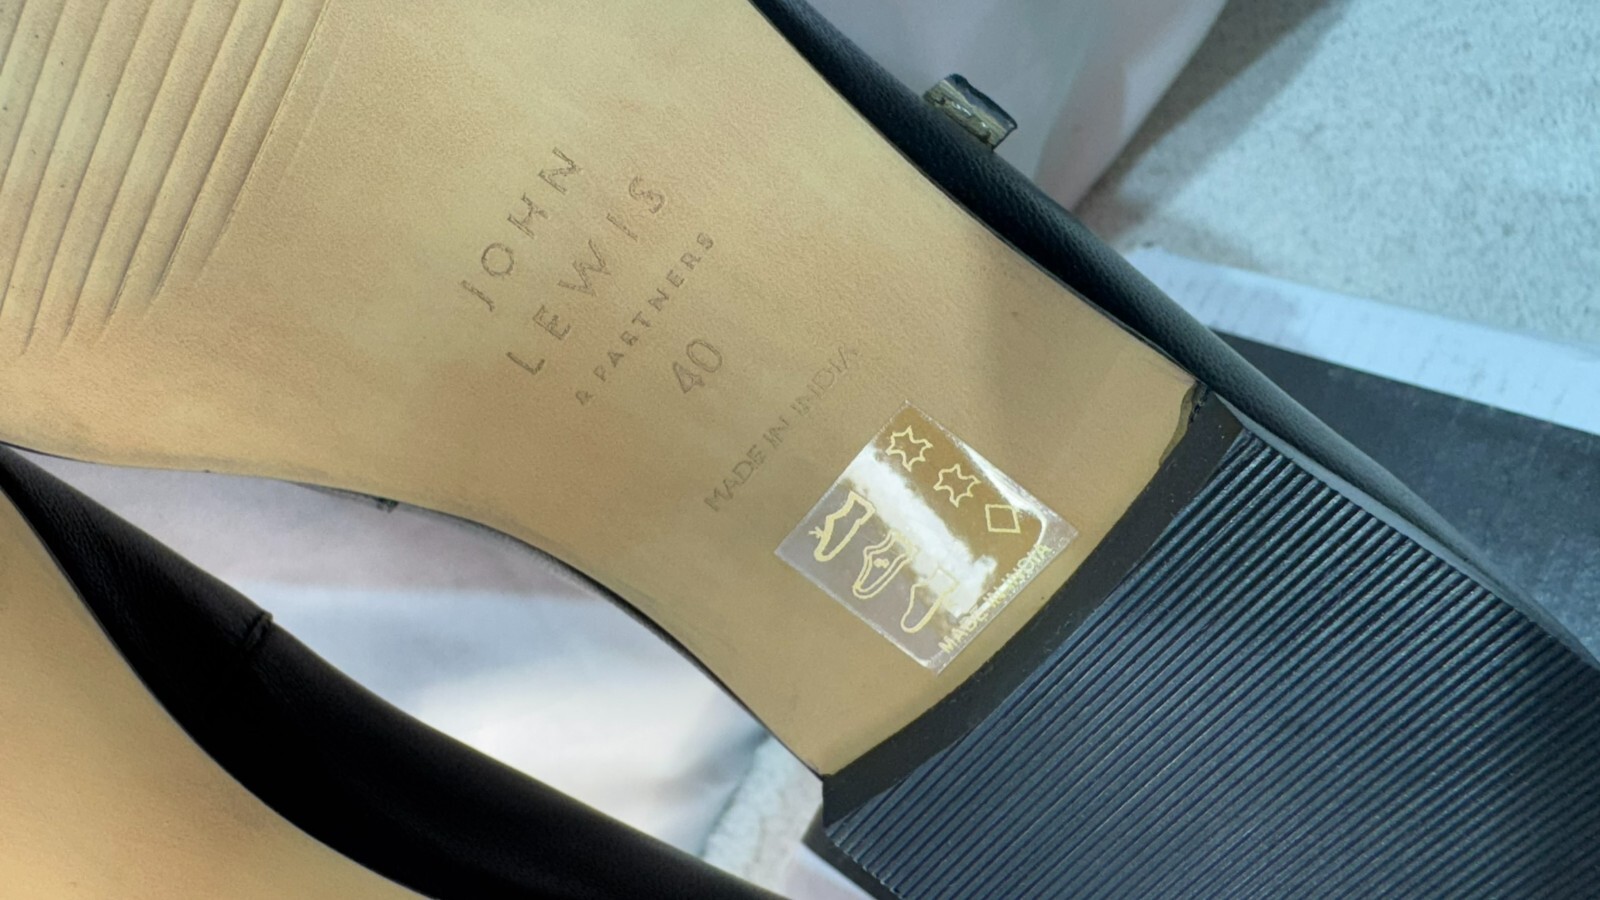 JOHN
LEWIS
& PARTNERS
40
MADE IN INDIA
MADE IN INDIA